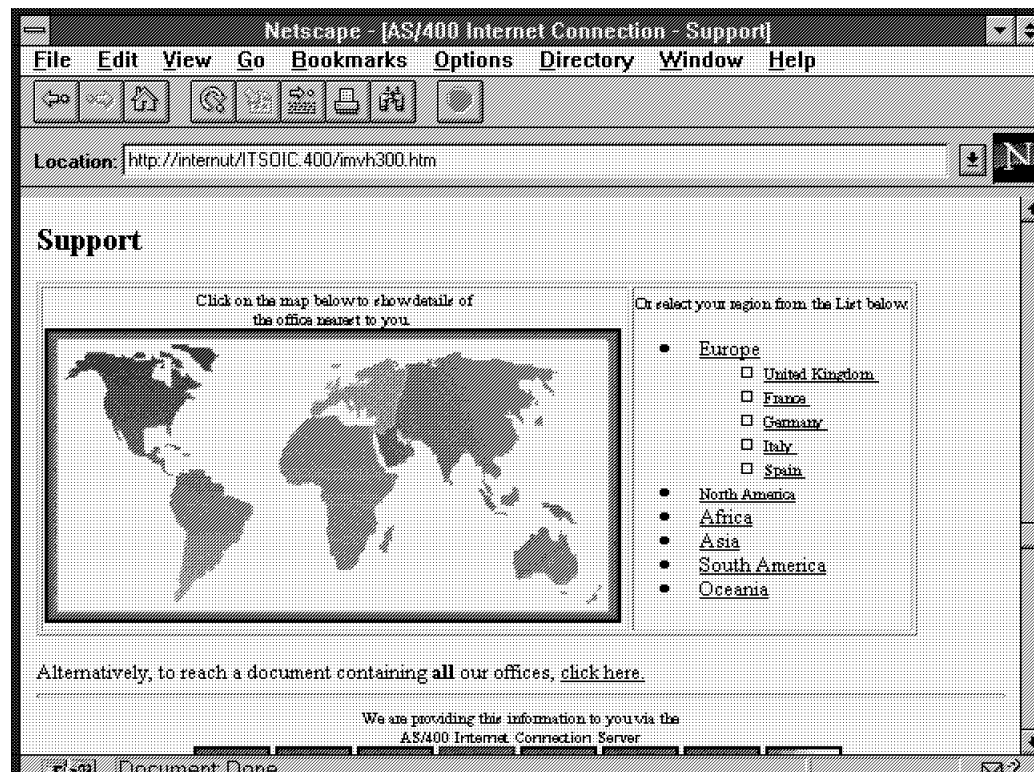 Netscape - [AS/400 Internet Connection - Support]
File Edit View Go Bookmarks Options Directory Window Help
Location: http://internut/ITSOIC.400/imvh300.htm
N
Support
Click on the map below to show details of
the office nearest to you.
Or select your region from the List below:
Europe
United Kingdom
France
Germany
Italy
Spain
North America
Africa
Asia
South America
Oceania
Alternatively, to reach a document containing all our offices, click here.
We are providing this information to you via the
AS/400 Internet Connection Server
Document: Done